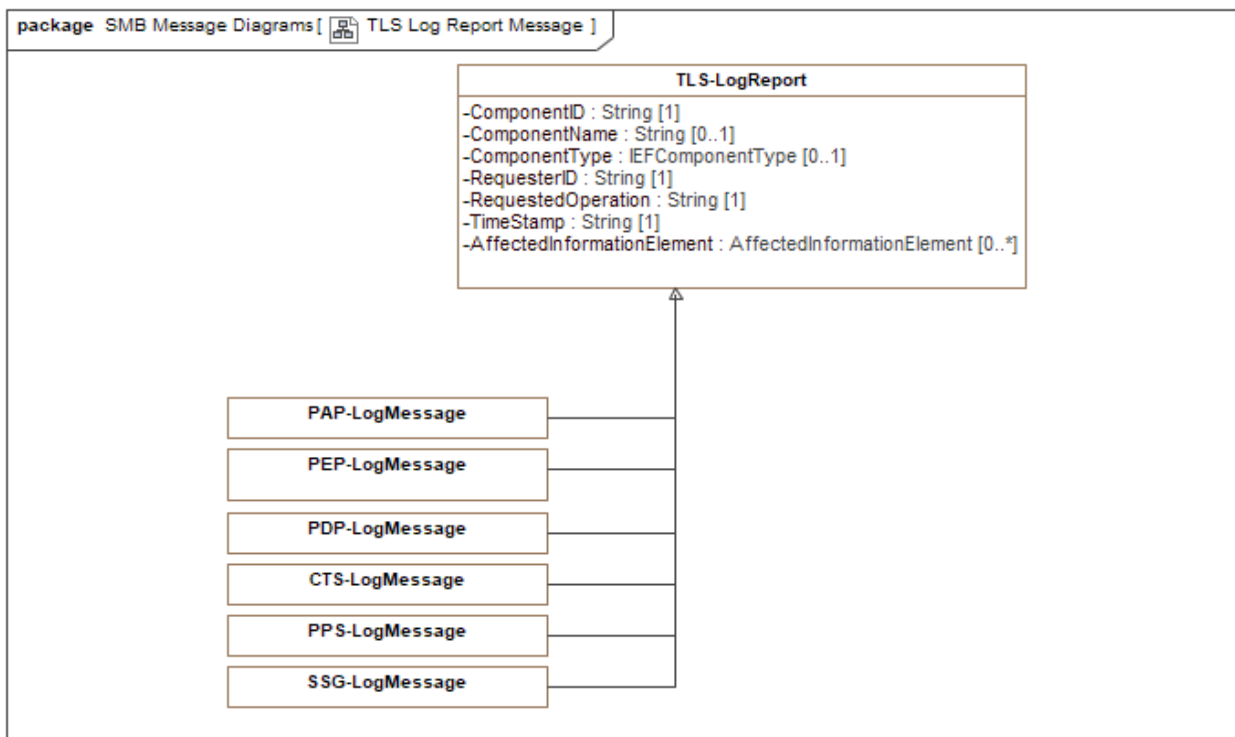 package SMB Message Diagrams [ TLS Log Report Message ]
TLS-LogReport
-ComponentID : String [1]
-ComponentName : String [0..1]
-ComponentType : IEFComponentType [0..1]
-RequesterID : String [1]
-RequestedOperation : String [1]
-TimeStamp : String [1]
-AffectedInformationElement : AffectedInformationElement [0..*]
PAP-LogMessage
PEP-LogMessage
PDP-LogMessage
CTS-LogMessage
PPS-LogMessage
SSG-LogMessage